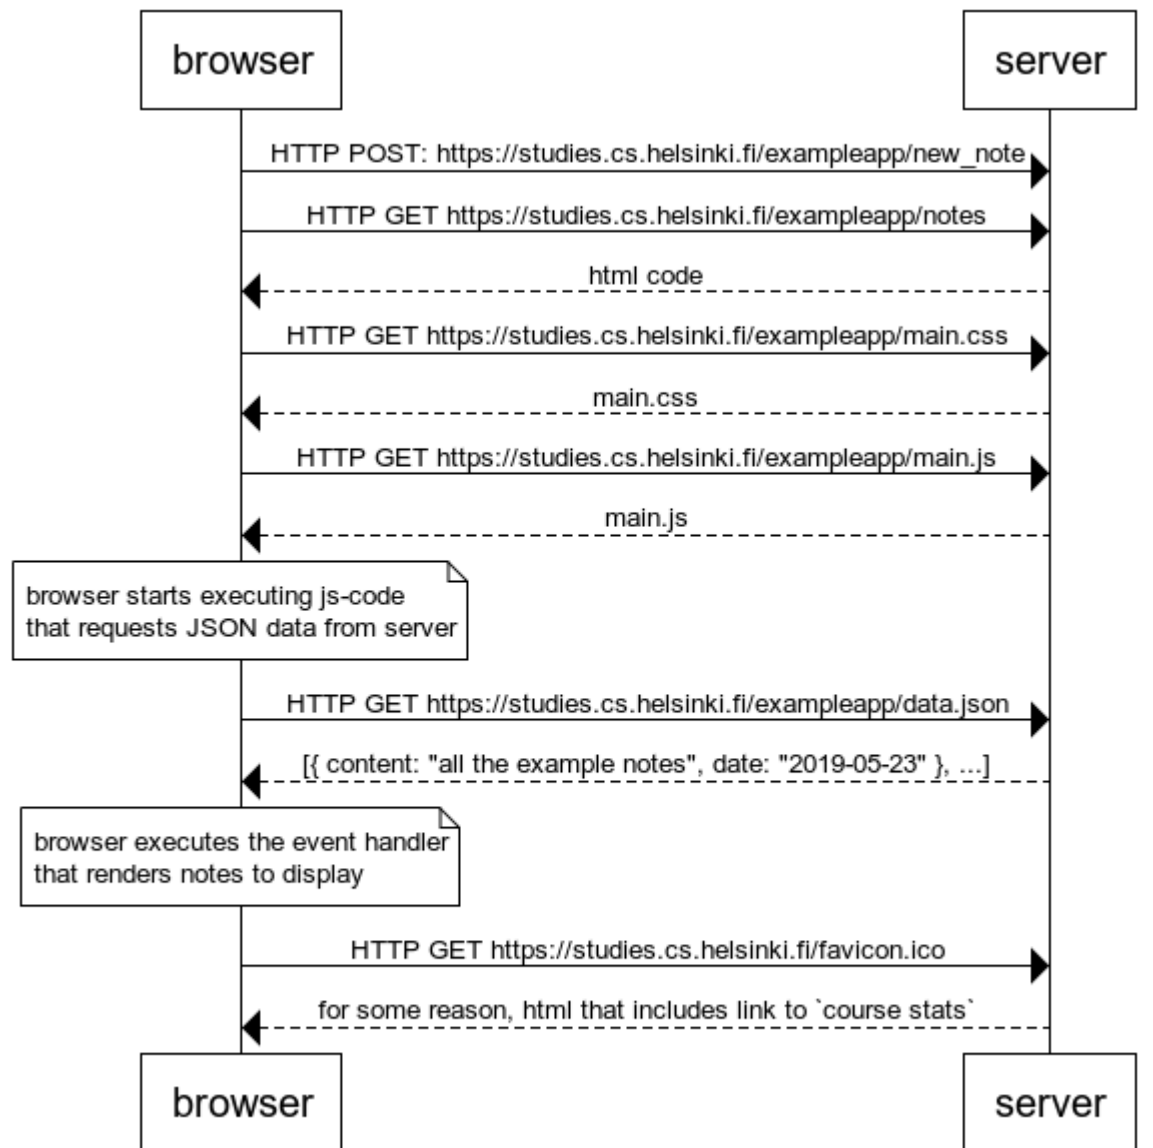 browser
server
HTTP POST: https://studies.cs.helsinki.fi/exampleapp/new_note
HTTP GET https://studies.cs.helsinki.fi/exampleapp/notes
html code
HTTP GET https://studies.cs.helsinki.fi/exampleapp/main.css
main.css
HTTP GET https://studies.cs.helsinki.fi/exampleapp/main.js
main.js
browser starts executing js-code
that requests JSON data from server
HTTP GET https://studies.cs.helsinki.fi/exampleapp/data.json
[{ content: "all the example notes", date: "2019-05-23" }, ...]
browser executes the event handler
that renders notes to display
HTTP GET https://studies.cs.helsinki.fi/favicon.ico
for some reason, html that includes link to `course stats`
browser
server